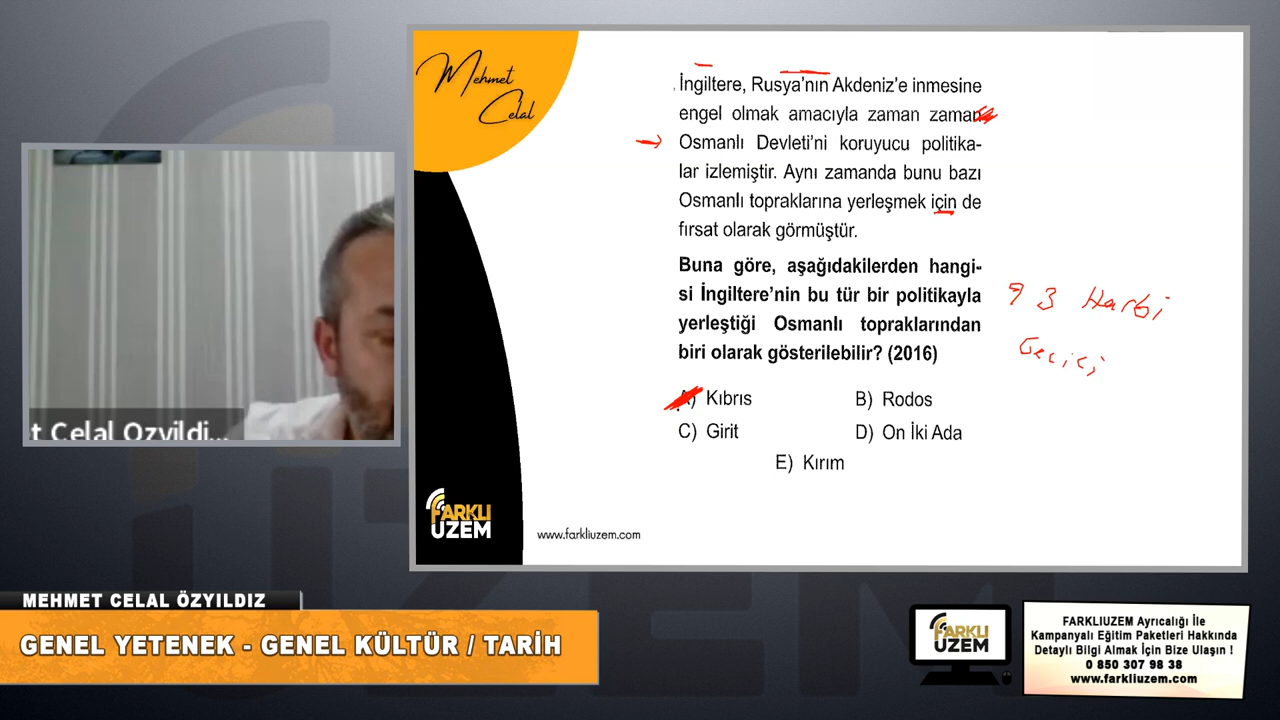 Mehmet
Celal
İngiltere, Rusya'nın Akdeniz'e inmesine
engel olmak amacıyla zaman zaman
Osmanlı Devleti'ni koruyucu politika-
lar izlemiştir. Aynı zamanda bunu bazı
Osmanlı topraklarına yerleşmek için de
fırsat olarak görmüştür.
Buna göre, aşağıdakilerden hangi-
si İngiltere'nin bu tür bir politikayla
yerleştiği Osmanlı topraklarından
biri olarak gösterilebilir? (2016)
A) Kıbrıs
B) Rodos
C) Girit
D) On İki Ada
E) Kırım
93 Harbi
Geçici
FARKLI
UZEM
www.farkliuzem.com
t Celal Ozyildi...
MEHMET CELAL ÖZYILDIZ
GENEL YETENEK - GENEL KÜLTÜR / TARİH
FARKLI
UZEM
FARKLIUZEM Ayrıcalığı İle
Kampanyalı Eğitim Paketleri Hakkında
Detaylı Bilgi Almak İçin Bize Ulaşın !
0 850 307 98 38
www.farkliuzem.com